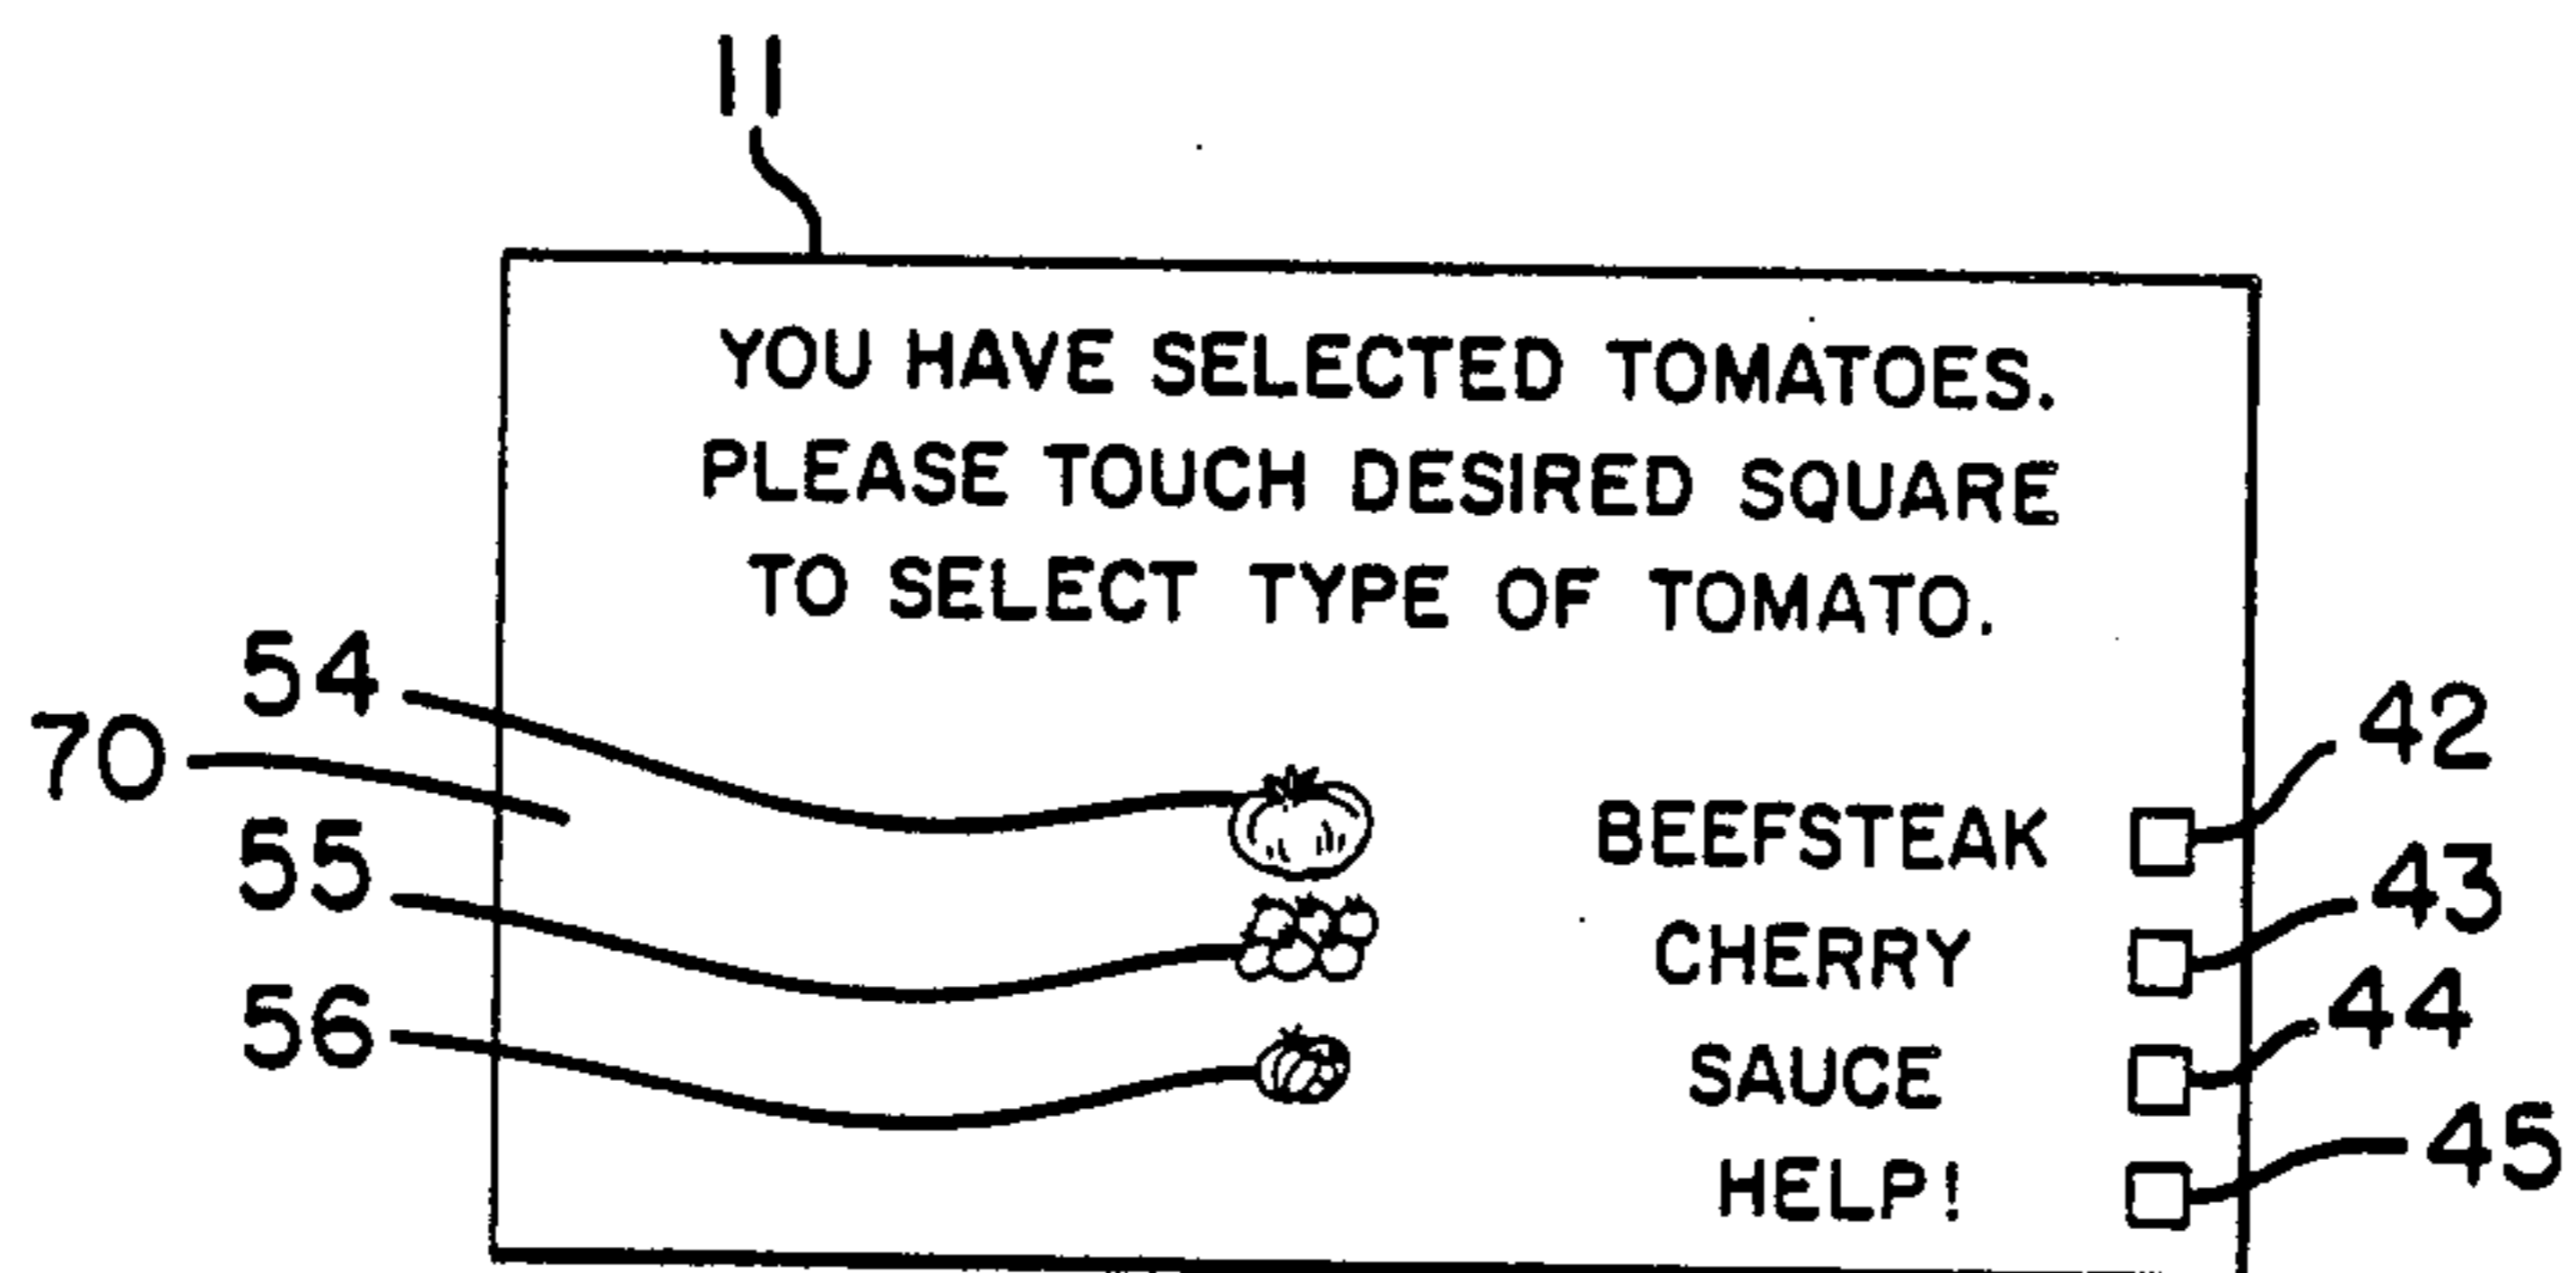 11
YOU HAVE SELECTED TOMATOES.
PLEASE TOUCH DESIRED SQUARE
TO SELECT TYPE OF TOMATO.
54
70
55
56
BEEFSTEAK
CHERRY
SAUCE
HELP!
42
43
44
45